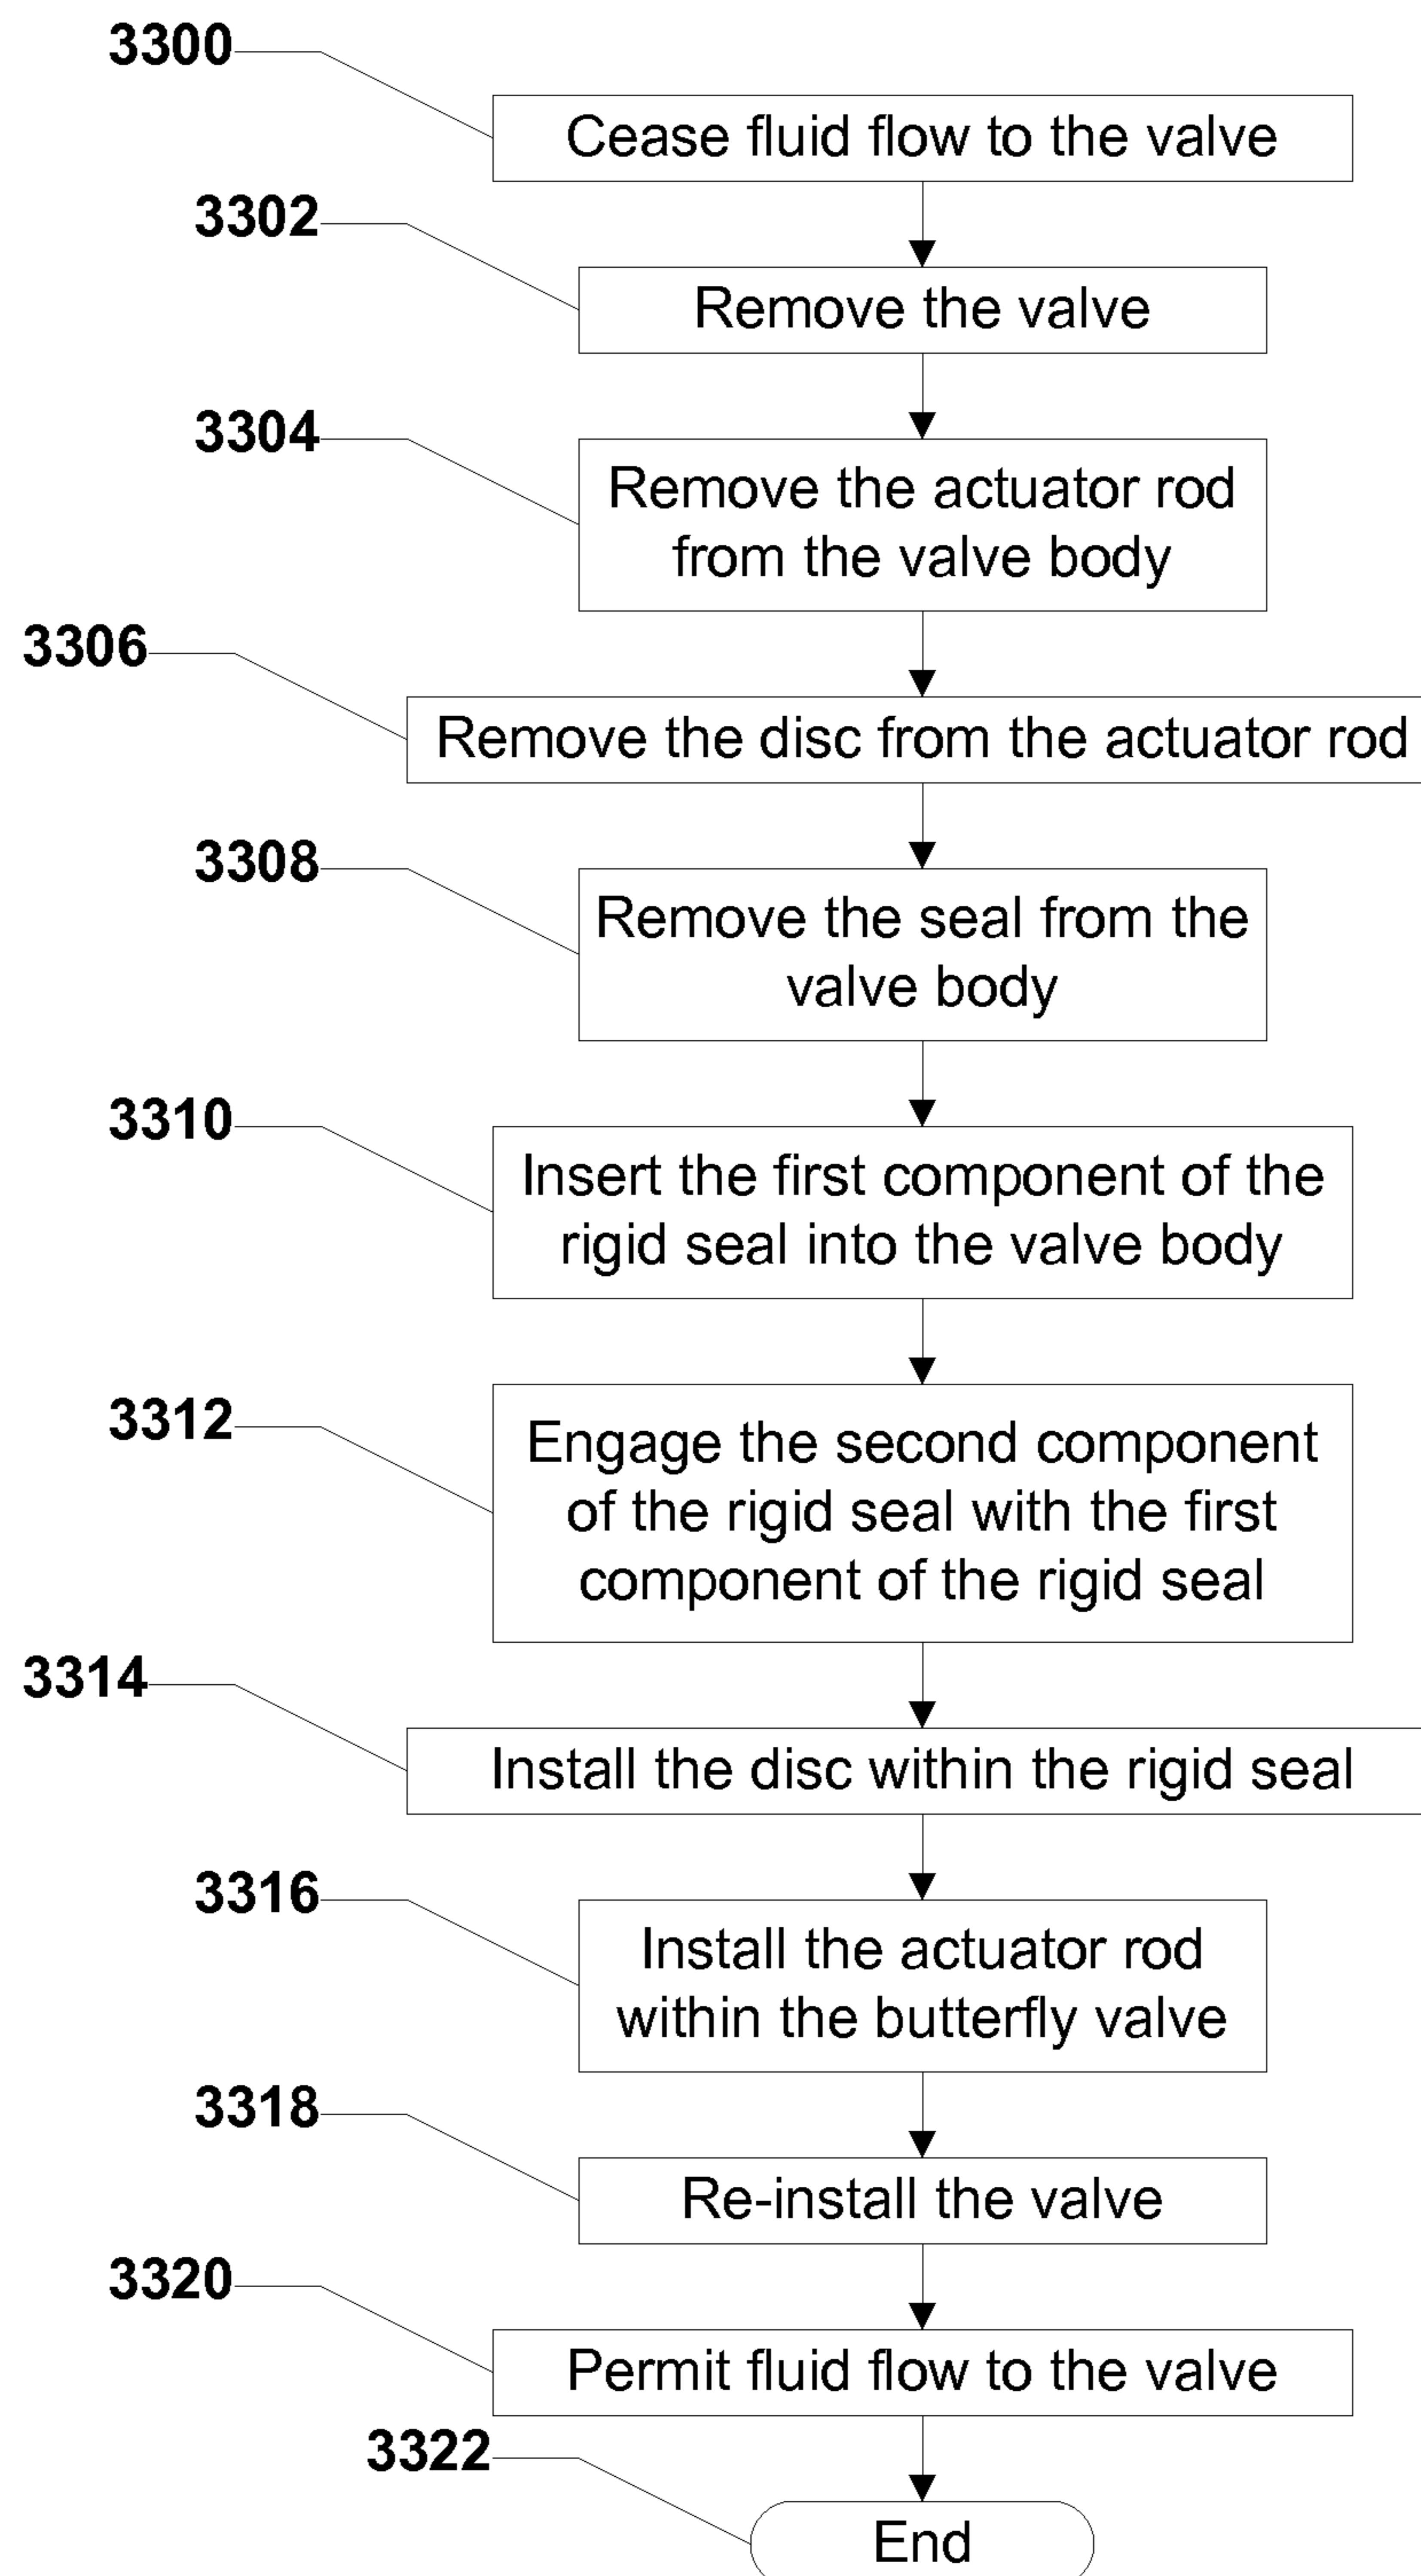 3300
Cease fluid flow to the valve
3302
Remove the valve
3304
Remove the actuator rod
from the valve body
3306
Remove the disc from the actuator rod
3308
Remove the seal from the
valve body
3310
Insert the first component of the
rigid seal into the valve body
3312
Engage the second component
of the rigid seal with the first
component of the rigid seal
3314
Install the disc within the rigid seal
3316
Install the actuator rod
within the butterfly valve
3318
Re-install the valve
3320
Permit fluid flow to the valve
3322
End